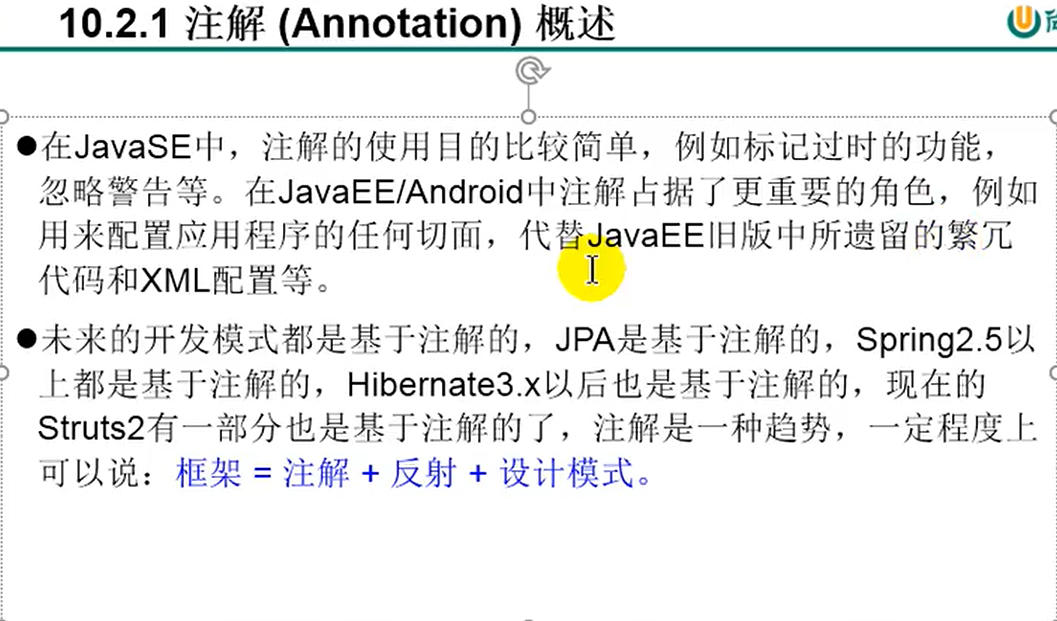 10.2.1 注解 (Annotation) 概述
●在JavaSE中，注解的使用目的比较简单，例如标记过时的功能，
忽略警告等。在JavaEE/Android中注解占据了更重要的角色，例如
用来配置应用程序的任何切面，代替JavaEE旧版中所遗留的繁冗
代码和XML配置等。
●未来的开发模式都是基于注解的，JPA是基于注解的，Spring2.5以
上都是基于注解的，Hibernate3.x以后也是基于注解的，现在的
Struts2有一部分也是基于注解的了，注解是一种趋势，一定程度上
可以说：框架 = 注解 + 反射 + 设计模式。